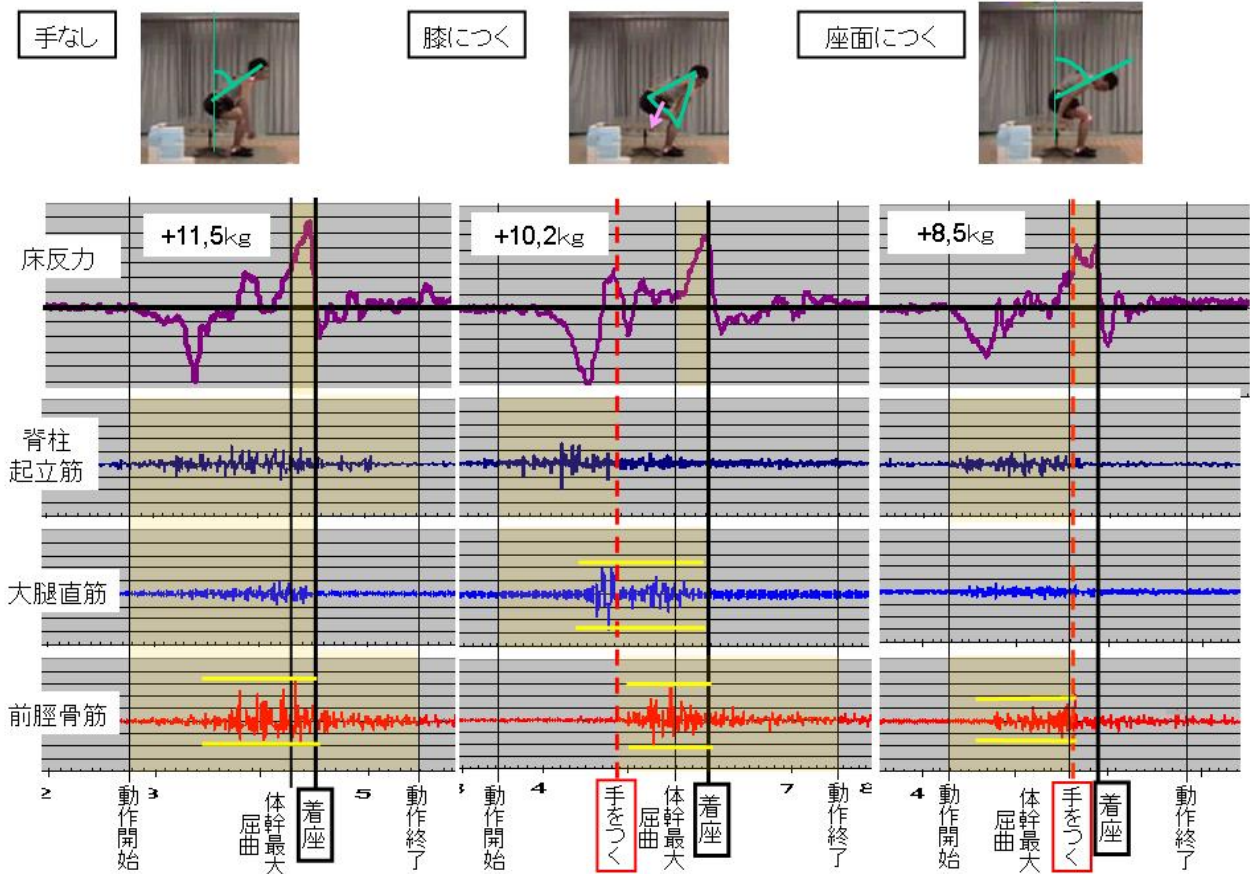 手なし
膝につく
座面につく
床反力
+11,5kg
+10,2kg
+8,5kg
脊柱
起立筋
大腿直筋
前脛骨筋
2
3
5
3
4
7
8
4
動作開始
体幹最大
屈曲
着座
動作終了
動作開始
手をつく
体幹最大
屈曲
着座
動作終了
動作開始
体幹最大
屈曲
手をつく
着座
動作終了